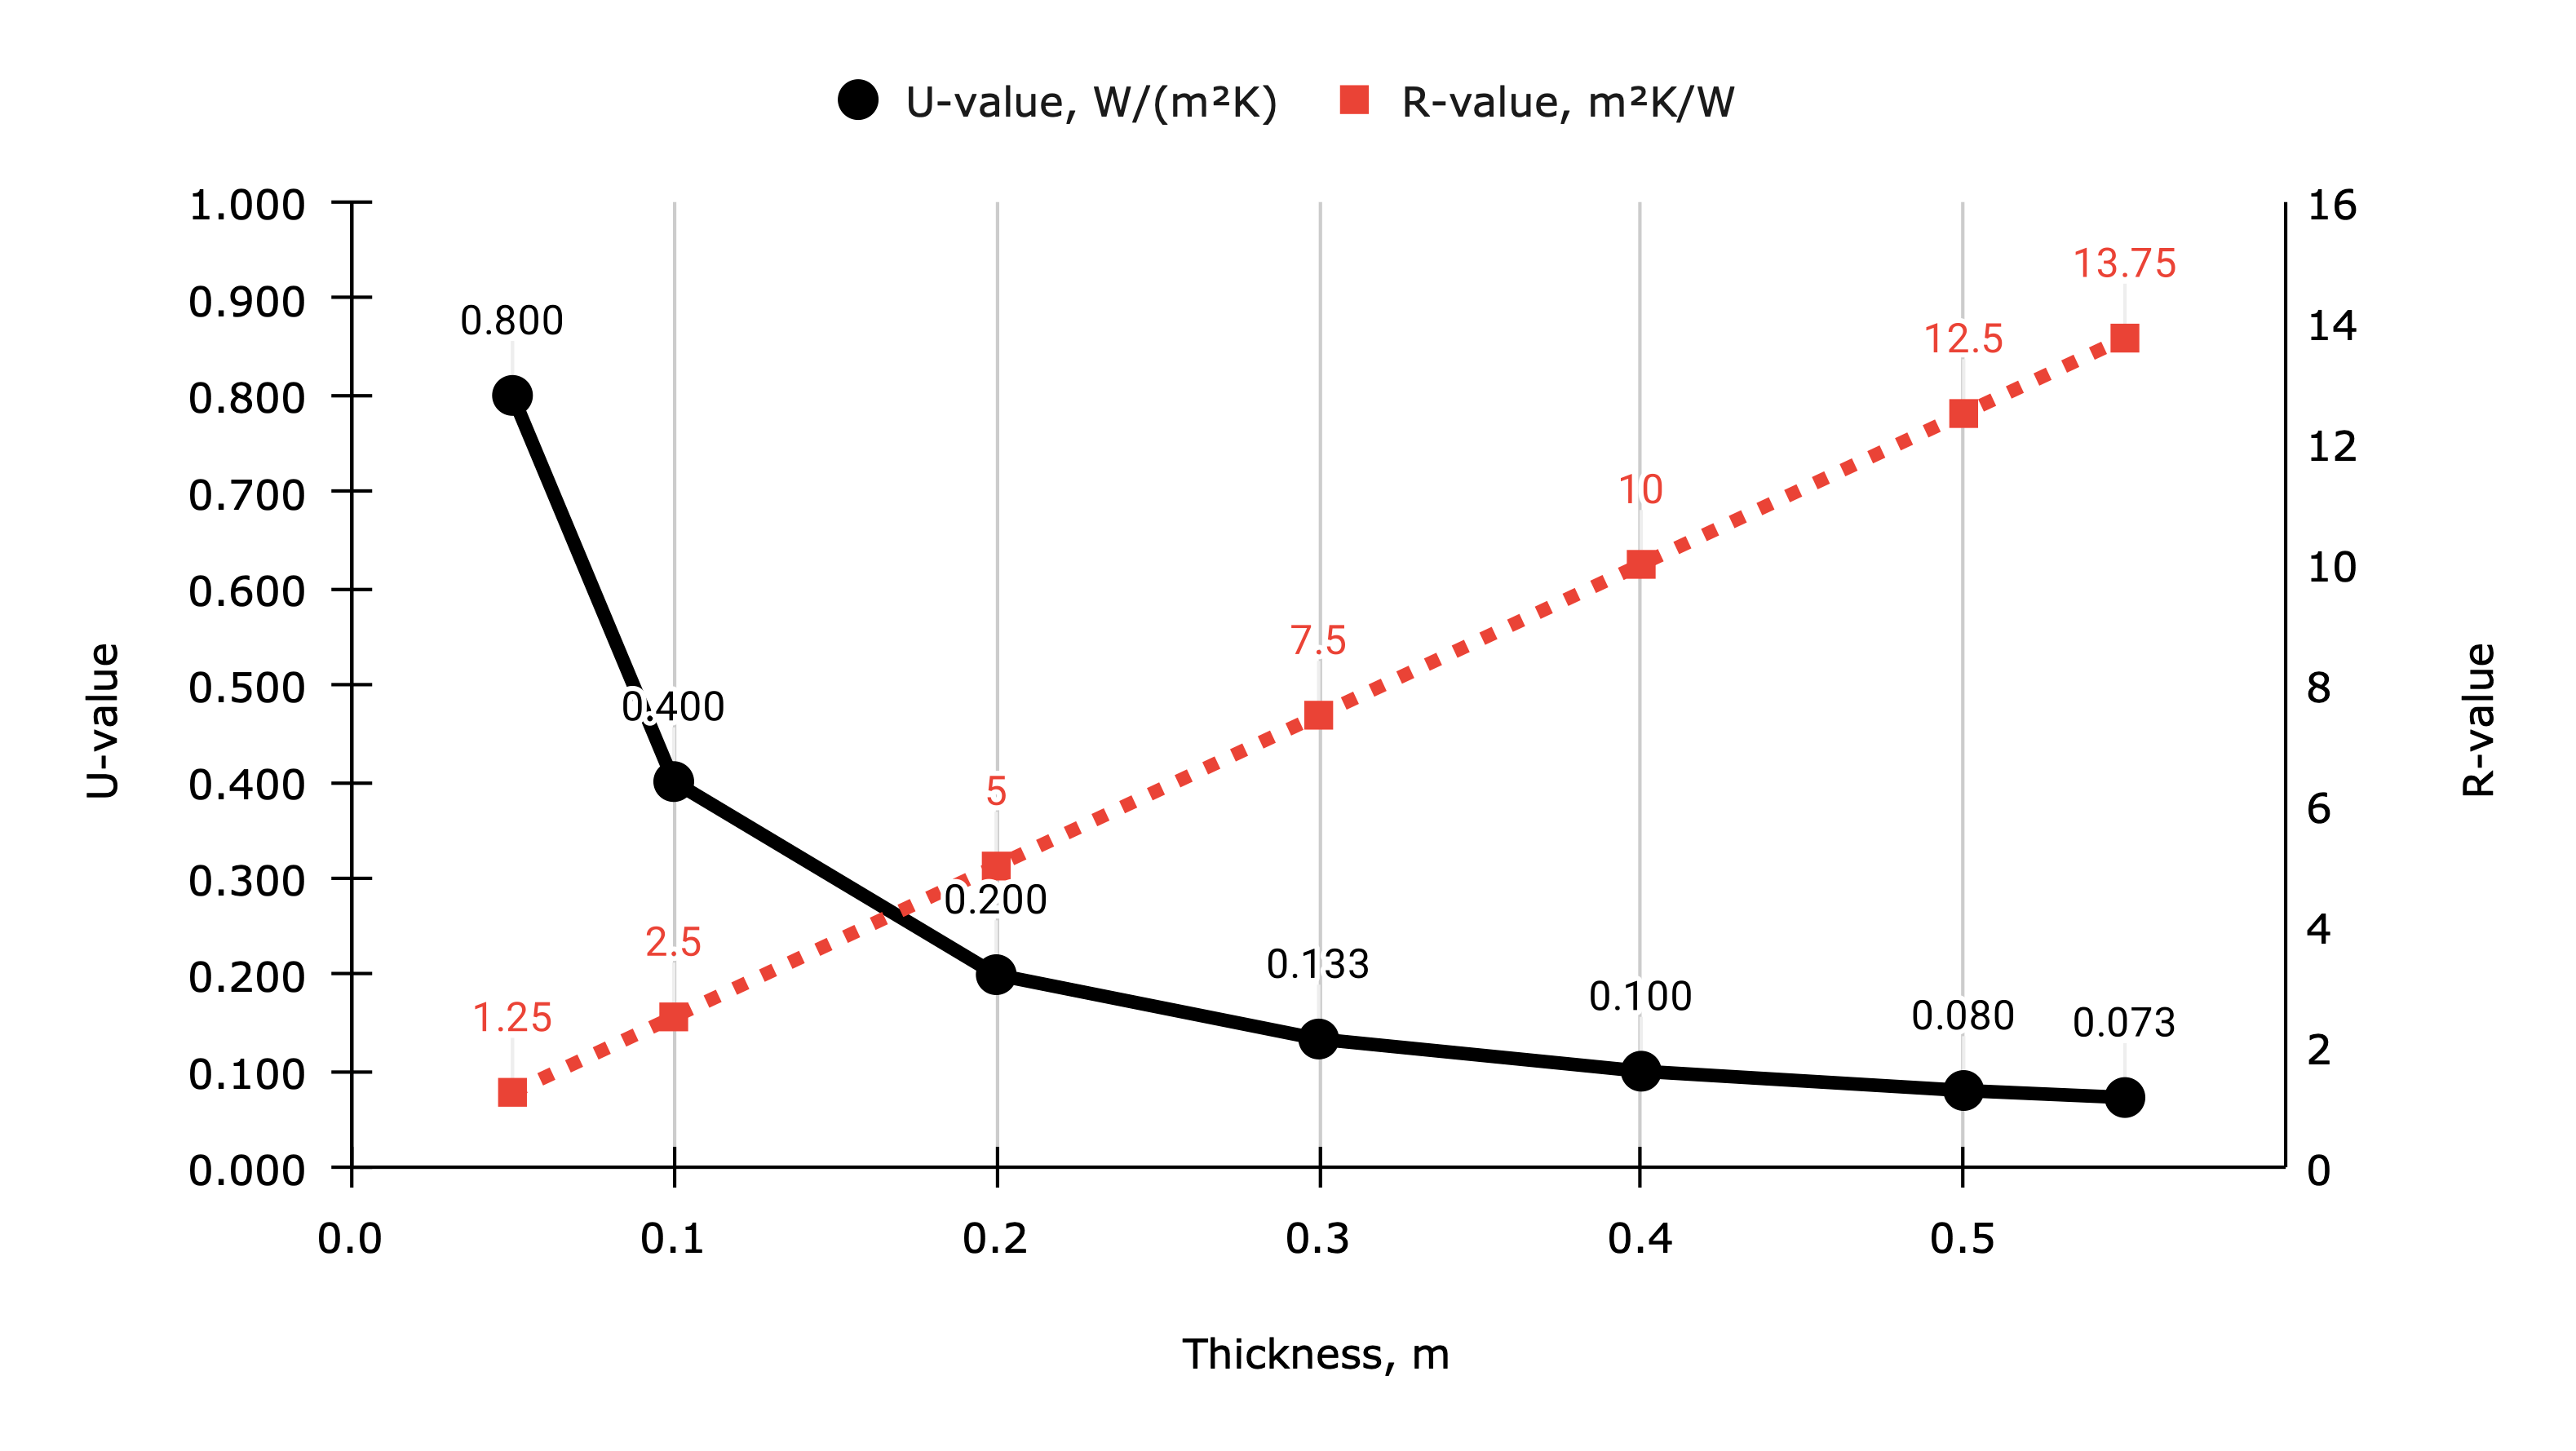 U-value, W/(m²K) R-value, m²K/W
1.000 16
13.75
0.900
0.800 12.5 14
0.800
12
0.700 10
0.600 10
7.5
0.500 0.400 8
0.400 5 6
0.300 0.200
2.5 4
0.200 0.133
1.25 0.100 0.080 0.073
0.100 2
0.000 0
0.0 0.1 0.2 0.3 0.4 0.5
U-value
R-value
Thickness, m